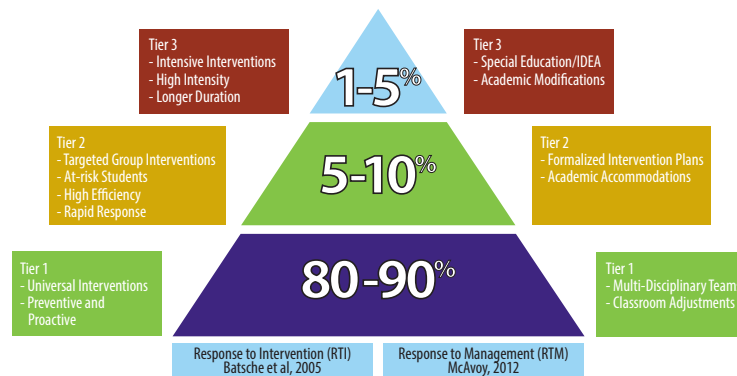 Tier 3
- Intensive Interventions
- High Intensity
- Longer Duration
1-5%
Tier 3
- Special Education/IDEA
- Academic Modifications
Tier 2
- Targeted Group Interventions
- At-risk Students
- High Efficiency
- Rapid Response
5-10%
Tier 2
- Formalized Intervention Plans
- Academic Accommodations
Tier 1
- Universal Interventions
- Preventive and
Proactive
80-90%
Tier 1
- Multi-Disciplinary Team
- Classroom Adjustments
Response to Intervention (RTI)
Batsche et al, 2005
Response to Management (RTM)
McAvoy, 2012